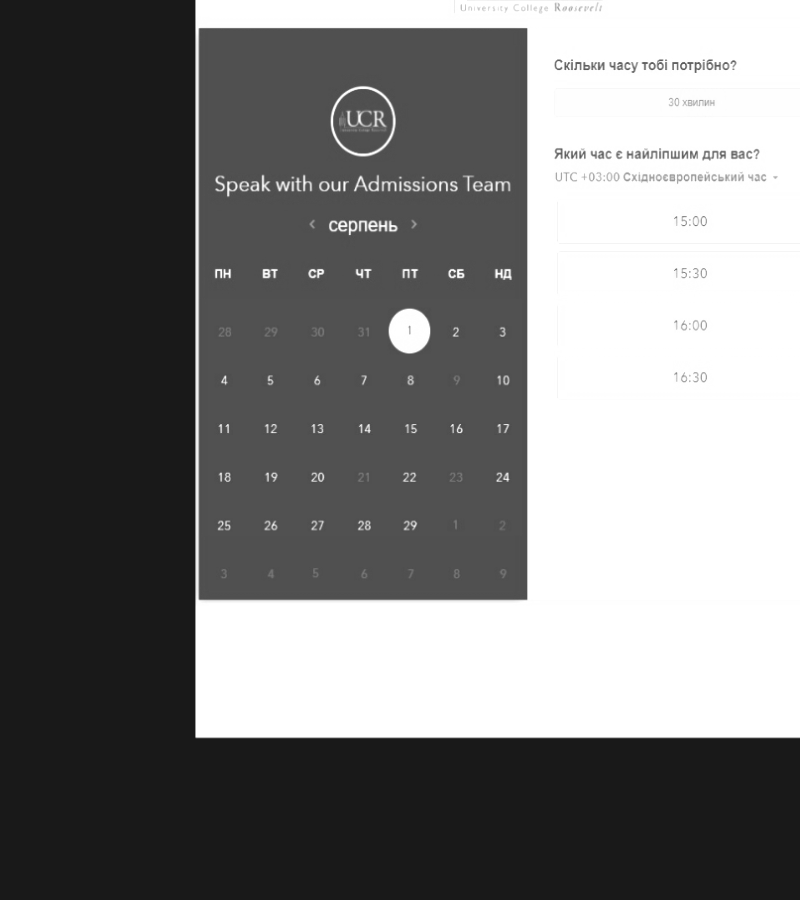 University College Roosevelt
UCR
Speak with our Admissions Team
серпень
ПН ВТ СР ЧТ ПТ СБ НД
28 29 30 31 1 2 3
4 5 6 7 8 9 10
11 12 13 14 15 16 17
18 19 20 21 22 23 24
25 26 27 28 29 1 2
3 4 5 6 7 8 9
Скільки часу тобі потрібно?
30 хвилин
Який час є найліпшим для вас?
UTC +03:00 Східноєвропейський час
15:00
15:30
16:00
16:30